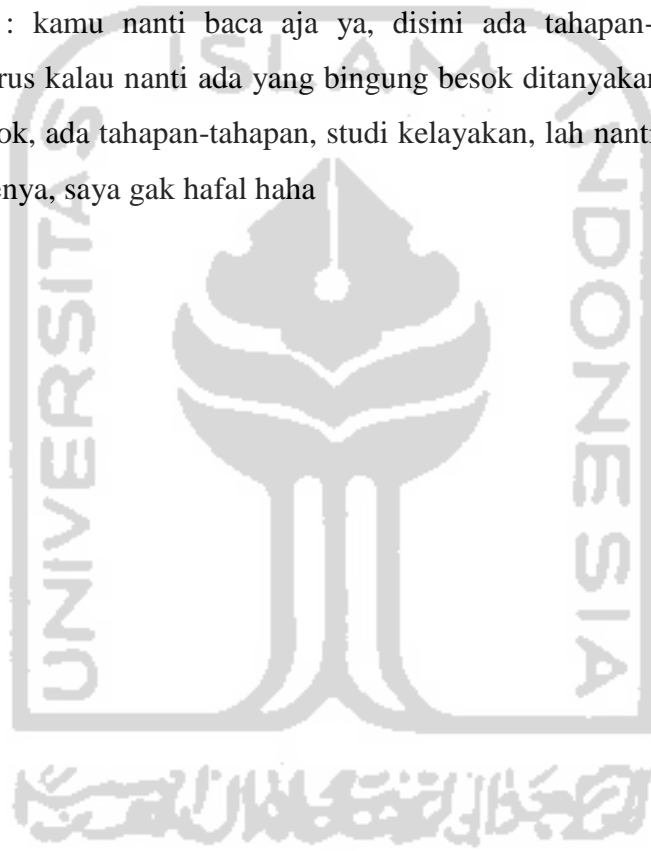 : kamu nanti baca aja ya, disini ada tahapan-
rus kalau nanti ada yang bingung besok ditanyakan
ok, ada tahapan-tahapan, studi kelayakan, lah nanti
enya, saya gak hafal haha
UNIVERSITAS
ISLAM
INDONESIA